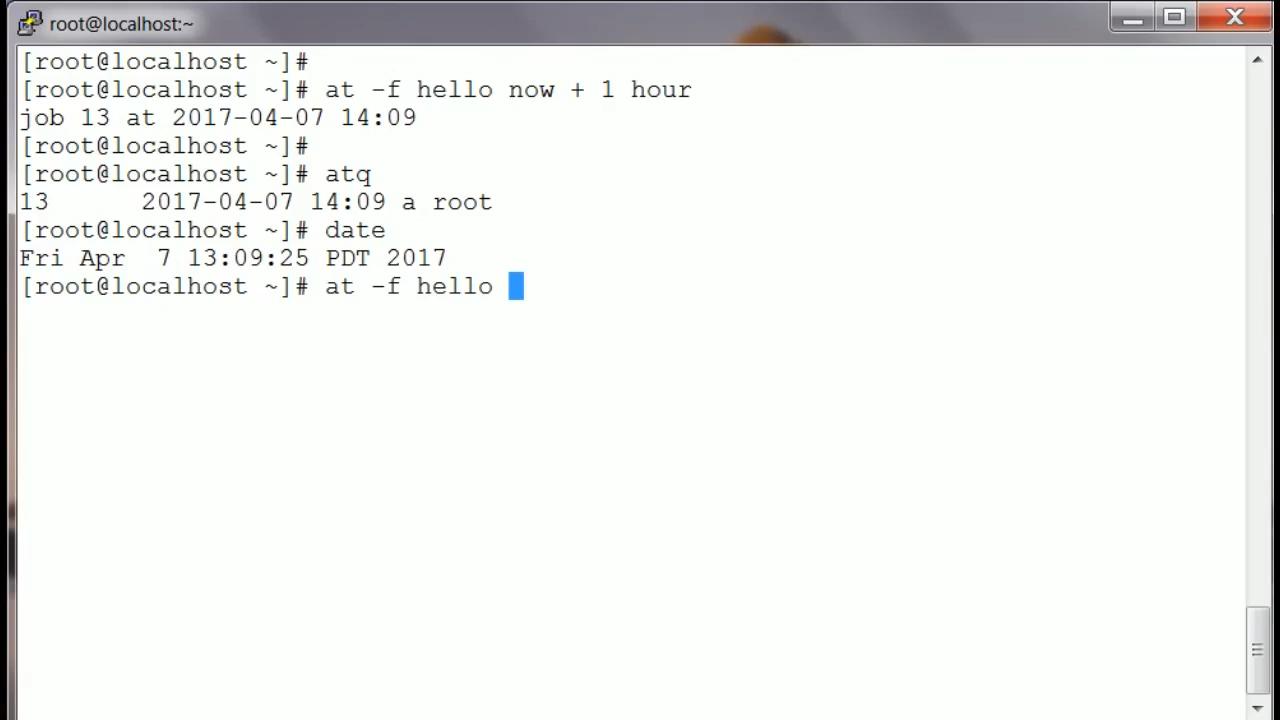 root@localhost:~
[root@localhost ~]#
[root@localhost ~]# at -f hello now + 1 hour
job 13 at 2017-04-07 14:09
[root@localhost ~]#
[root@localhost ~]# atq
13      2017-04-07 14:09 a root
[root@localhost ~]# date
Fri Apr  7 13:09:25 PDT 2017
[root@localhost ~]# at -f hello